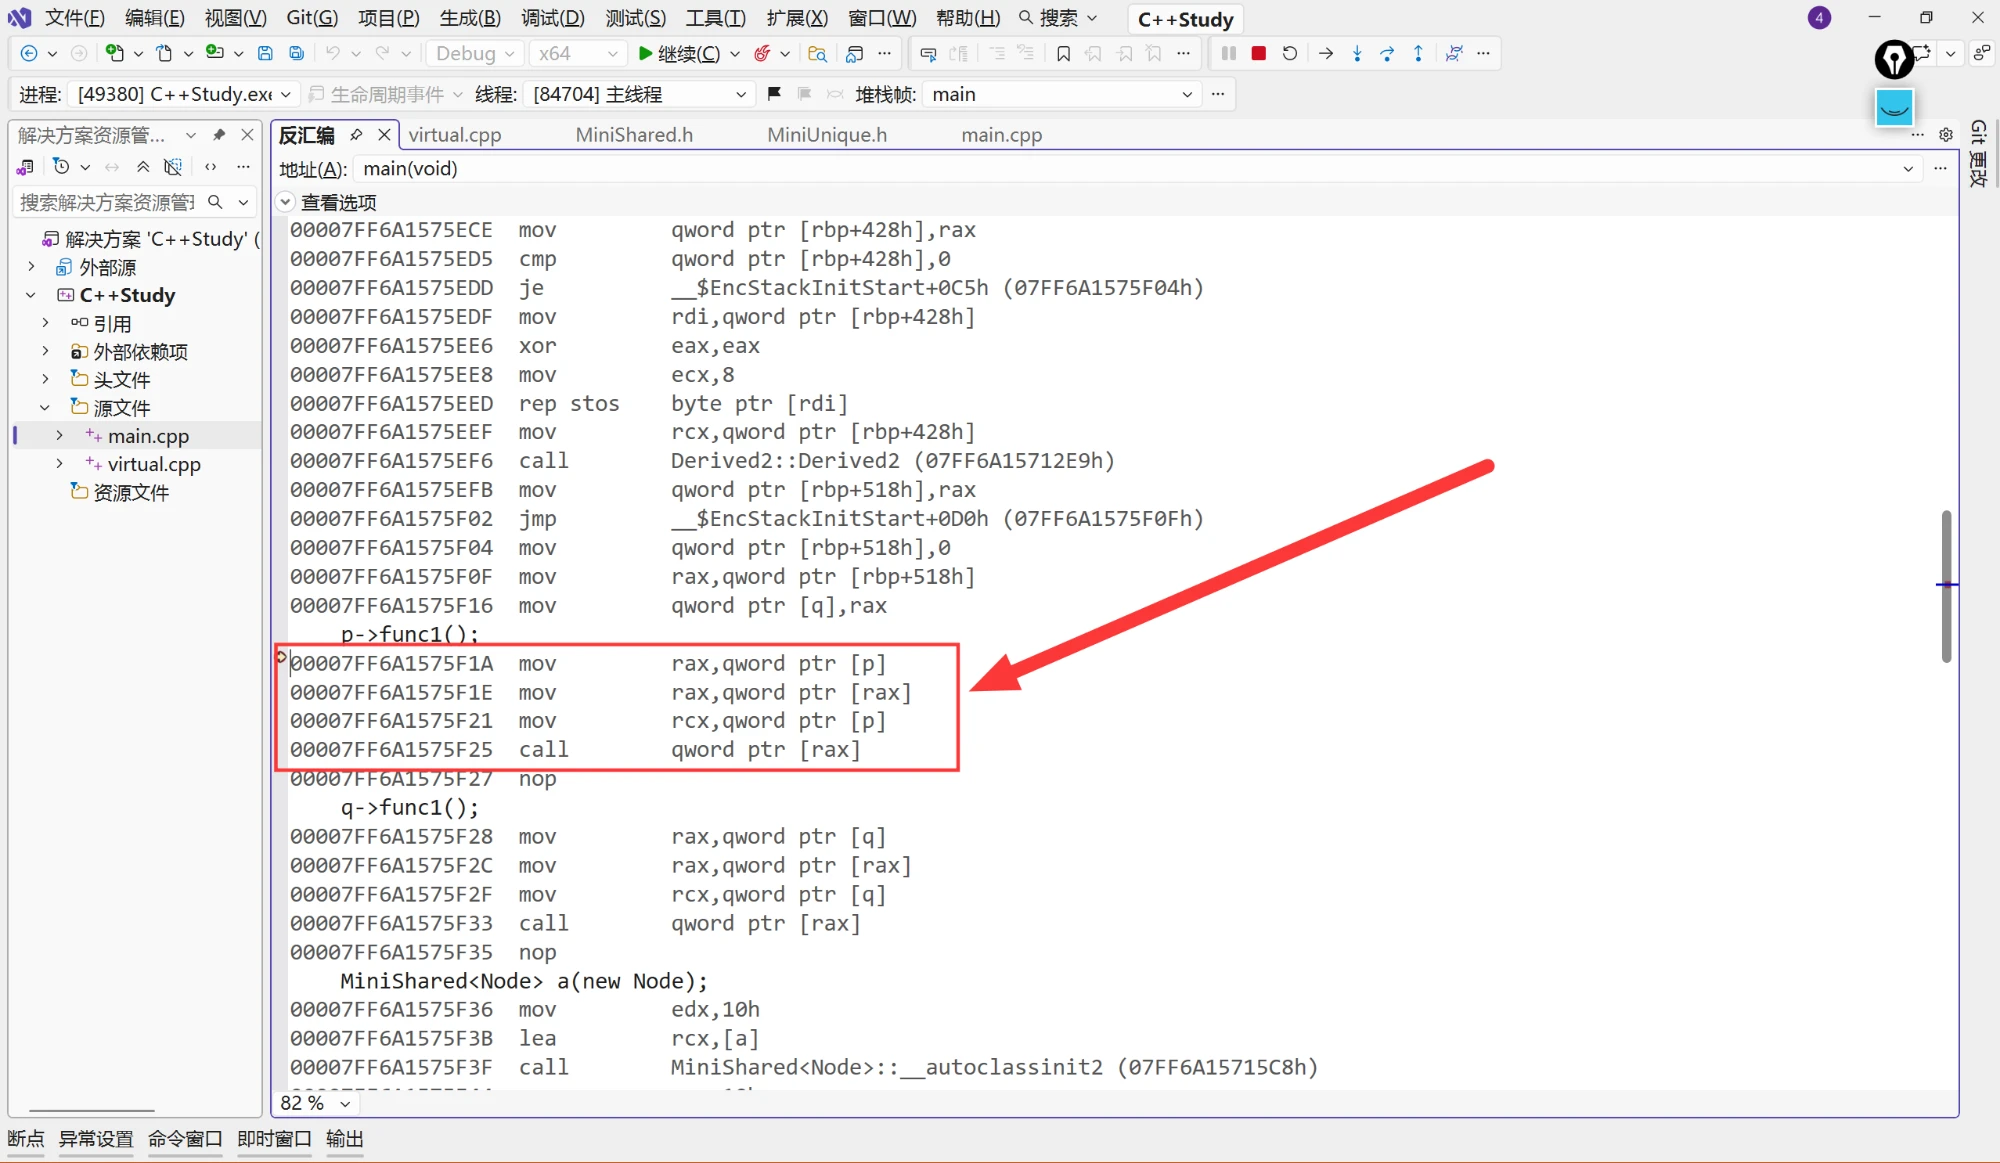 文件(F) 编辑(E) 视图(V) Git(G) 项目(P) 生成(B) 调试(D) 测试(S) 工具(T) 扩展(X) 窗口(W) 帮助(H) 搜索 C++Study 4
Debug x64 继续(C)
进程: [49380] C++Study.exe 生命周期事件 线程: [84704] 主线程 堆栈帧: main
解决方案资源管...
搜索解决方案资源管理
解决方案 'C++Study' (
外部源
C++Study
引用
外部依赖项
头文件
源文件
main.cpp
virtual.cpp
资源文件
反汇编 virtual.cpp MiniShared.h MiniUnique.h main.cpp
地址(A): main(void)
查看选项
00007FF6A1575ECE mov qword ptr [rbp+428h],rax
00007FF6A1575ED5 cmp qword ptr [rbp+428h],0
00007FF6A1575EDD je __$EncStackInitStart+0C5h (07FF6A1575F04h)
00007FF6A1575EDF mov rdi,qword ptr [rbp+428h]
00007FF6A1575EE6 xor eax,eax
00007FF6A1575EE8 mov ecx,8
00007FF6A1575EED rep stos byte ptr [rdi]
00007FF6A1575EEF mov rcx,qword ptr [rbp+428h]
00007FF6A1575EF6 call Derived2::Derived2 (07FF6A15712E9h)
00007FF6A1575EFB mov qword ptr [rbp+518h],rax
00007FF6A1575F02 jmp __$EncStackInitStart+0D0h (07FF6A1575F0Fh)
00007FF6A1575F04 mov qword ptr [rbp+518h],0
00007FF6A1575F0F mov rax,qword ptr [rbp+518h]
00007FF6A1575F16 mov qword ptr [q],rax
p->func1();
00007FF6A1575F1A mov rax,qword ptr [p]
00007FF6A1575F1E mov rax,qword ptr [rax]
00007FF6A1575F21 mov rcx,qword ptr [p]
00007FF6A1575F25 call qword ptr [rax]
00007FF6A1575F27 nop
q->func1();
00007FF6A1575F28 mov rax,qword ptr [q]
00007FF6A1575F2C mov rax,qword ptr [rax]
00007FF6A1575F2F mov rcx,qword ptr [q]
00007FF6A1575F33 call qword ptr [rax]
00007FF6A1575F35 nop
MiniShared<Node> a(new Node);
00007FF6A1575F36 mov edx,10h
00007FF6A1575F3B lea rcx,[a]
00007FF6A1575F3F call MiniShared<Node>::__autoclassinit2 (07FF6A15715C8h)
82 %
Git 更改
断点 异常设置 命令窗口 即时窗口 输出